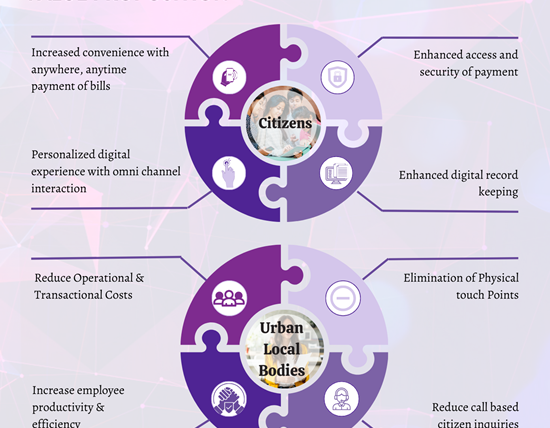 Increased convenience with
anywhere, anytime
payment of bills
Enhanced access and
security of payment
Citizens
Personalized digital
experience with omni channel
interaction
Enhanced digital record
keeping
Reduce Operational &
Transactional Costs
Elimination of Physical
touch Points
Urban
Local
Bodies
Increase employee
productivity &
efficiency
Reduce call based
citizen inquiries